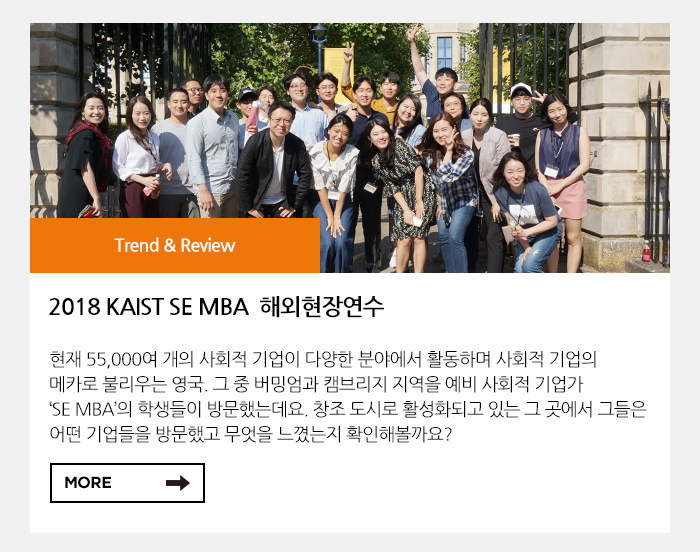 Trend & Review
2018 KAIST SE MBA 해외현장연수
현재 55,000여 개의 사회적 기업이 다양한 분야에서 활동하며 사회적 기업의
메카로 불리우는 영국. 그 중 버밍엄과 캠브리지 지역을 예비 사회적 기업가
‘SE MBA’의 학생들이 방문했는데요. 창조 도시로 활성화되고 있는 그 곳에서 그들은
어떤 기업들을 방문했고 무엇을 느꼈는지 확인해볼까요?
MORE